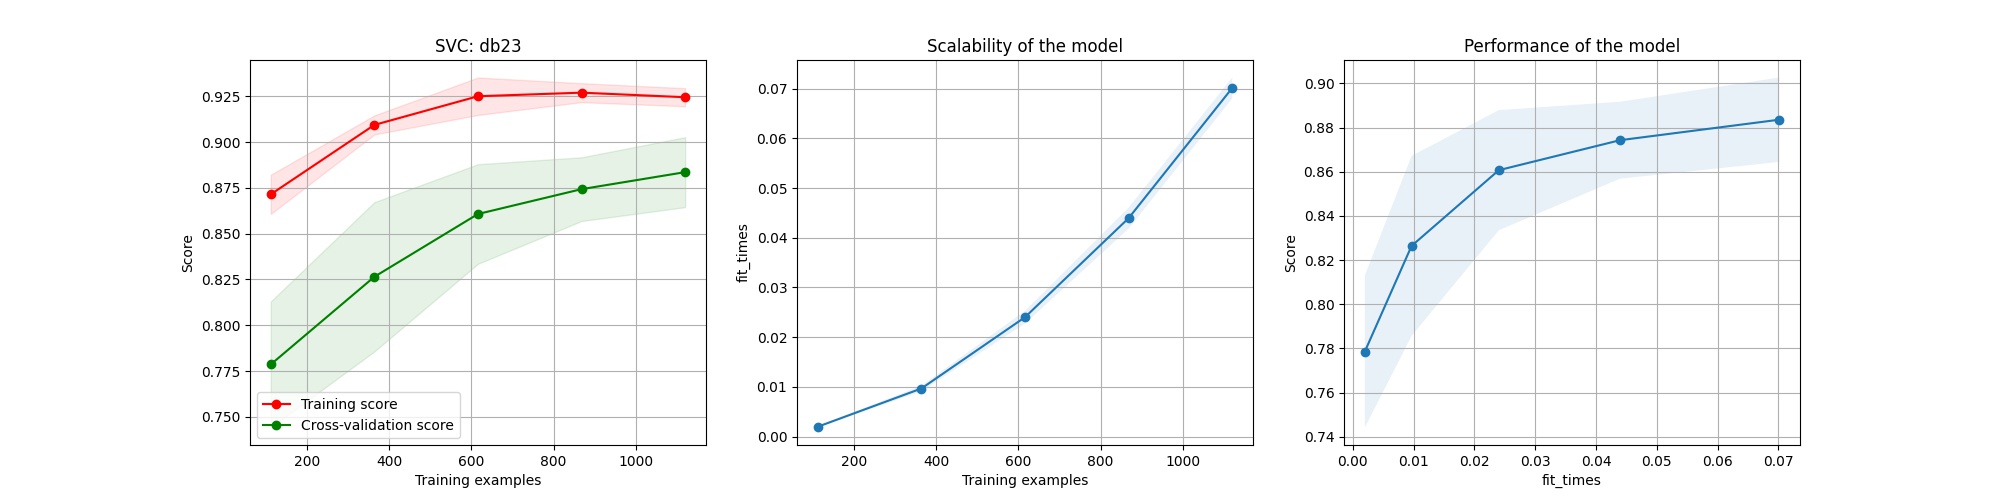 SVC: db23
Score
0.925
0.900
0.875
0.850
0.825
0.800
0.775
0.750
Training score
Cross-validation score
200 400 600 800 1000
Training examples
Scalability of the model
fit_times
0.07
0.06
0.05
0.04
0.03
0.02
0.01
0.00
200 400 600 800 1000
Training examples
Performance of the model
Score
0.90
0.88
0.86
0.84
0.82
0.80
0.78
0.76
0.74
0.00 0.01 0.02 0.03 0.04 0.05 0.06 0.07
fit_times